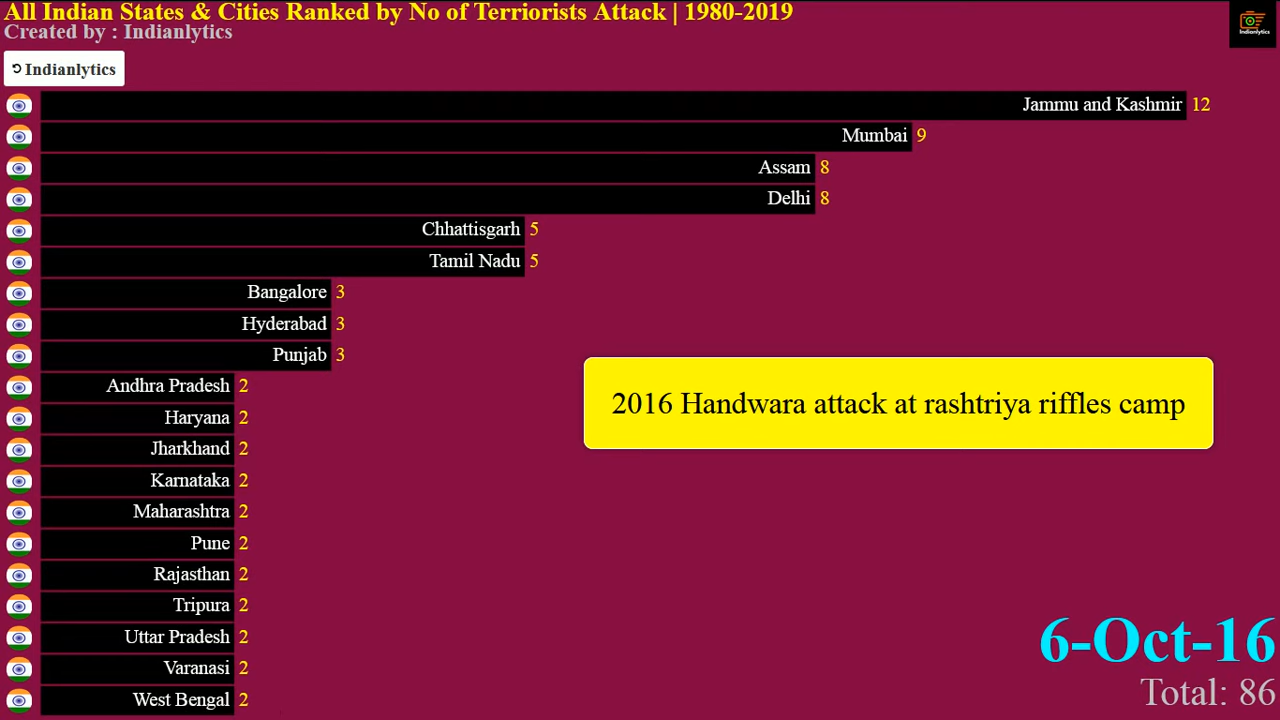 All Indian States & Cities Ranked by No of Terriorists Attack | 1980-2019
Created by : Indianlytics
Indianlytics
Indianlytics
Jammu and Kashmir 12
Mumbai 9
Assam 8
Delhi 8
Chhattisgarh 5
Tamil Nadu 5
Bangalore 3
Hyderabad 3
Punjab 3
Andhra Pradesh 2
Haryana 2
Jharkhand 2
Karnataka 2
Maharashtra 2
Pune 2
Rajasthan 2
Tripura 2
Uttar Pradesh 2
Varanasi 2
West Bengal 2
2016 Handwara attack at rashtriya riffles camp
6-Oct-16
Total: 86